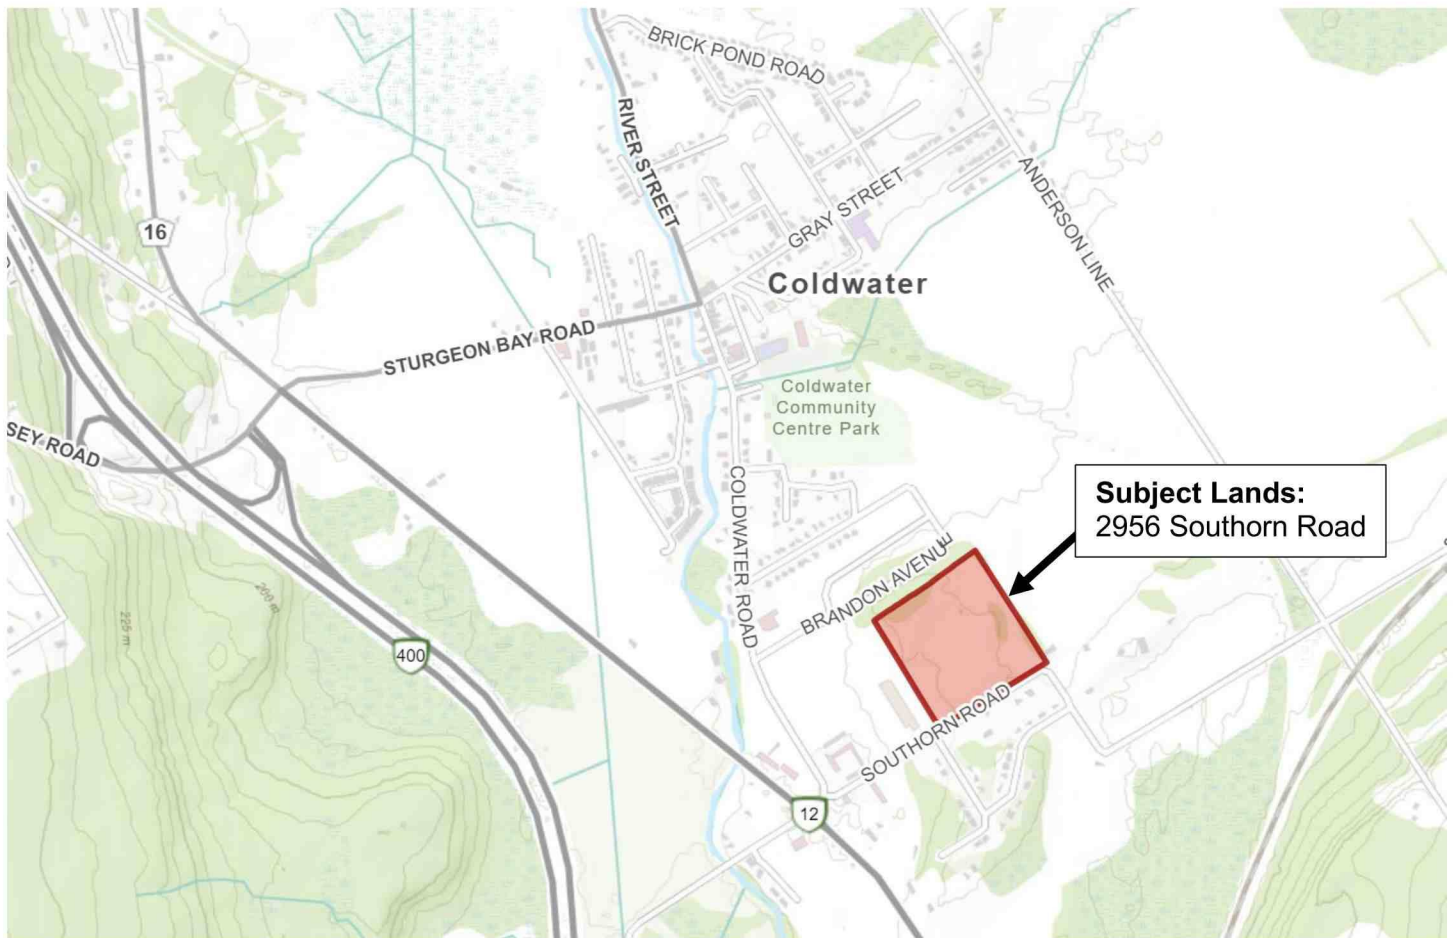 BRICK POND ROAD
RIVER STREET
16
GRAY STREET
ANDERSON LINE
Coldwater
STURGEON BAY ROAD
Coldwater
Community
Centre Park
SEY ROAD
COLDWATER ROAD
Subject Lands:
2956 Southorn Road
BRANDON AVENUE
200 m
225 m
400
SOUTHORN ROAD
12